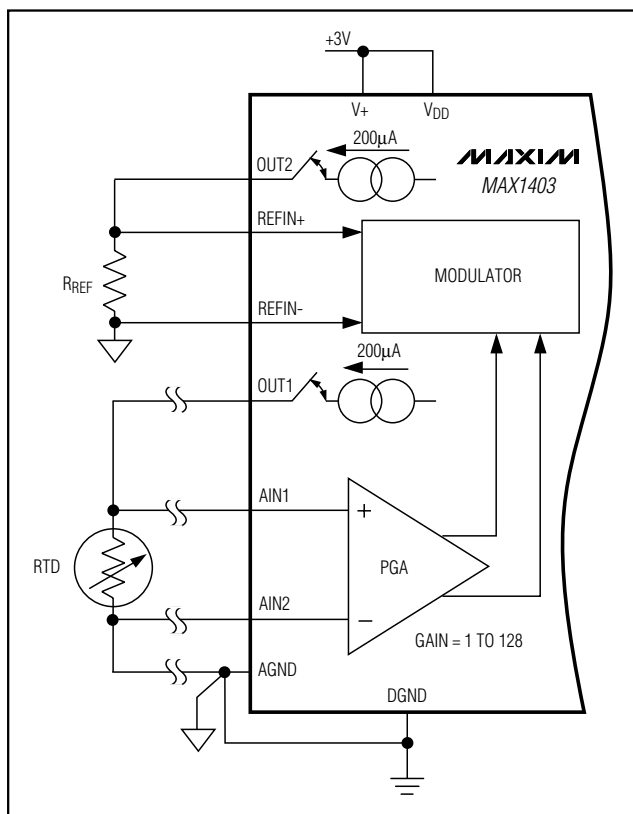 +3V
V+ VDD
200µA
OUT2
MAXIM
MAX1403
REFIN+
MODULATOR
RREF
REFIN-
200µA
OUT1
AIN1
+
RTD
PGA
AIN2
−
GAIN = 1 TO 128
AGND
DGND